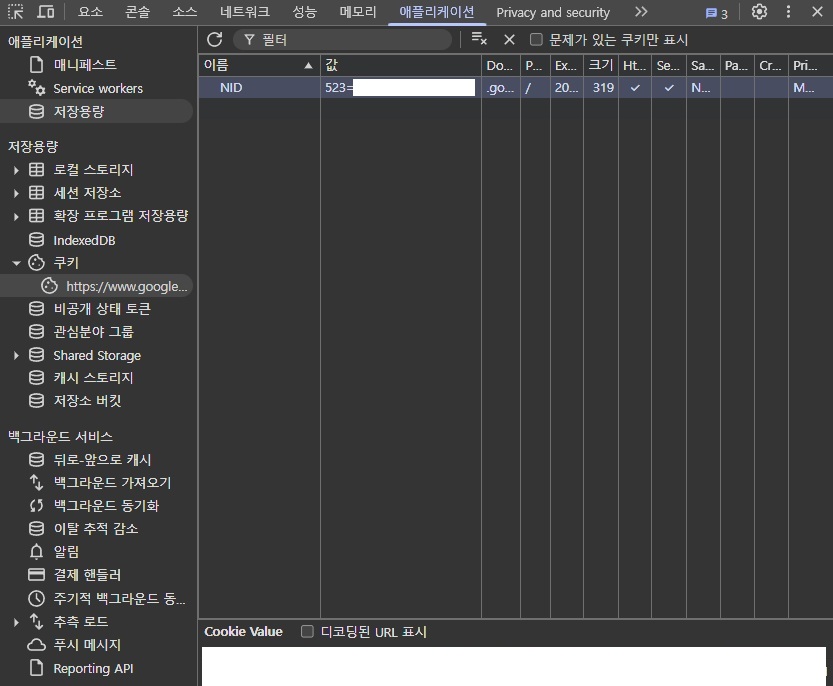 요소 콘솔 소스 네트워크 성능 메모리 애플리케이션 Privacy and security 3
애플리케이션
매니페스트
Service workers
저장용량
저장용량
로컬 스토리지
세션 저장소
확장 프로그램 저장용량
IndexedDB
쿠키
https://www.google...
비공개 상태 토큰
관심분야 그룹
Shared Storage
캐시 스토리지
저장소 버킷
백그라운드 서비스
뒤로-앞으로 캐시
백그라운드 가져오기
백그라운드 동기화
이탈 추적 감소
알림
결제 핸들러
주기적 백그라운드 동...
추측 로드
푸시 메시지
Reporting API
필터 문제가 있는 쿠키만 표시
이름 값 Do... P... Ex... 크기 Ht... Se... Sa... Pa... Cr... Pri...
NID 523= .go... / 20... 319 ✓ ✓ N... M...
Cookie Value 디코딩된 URL 표시